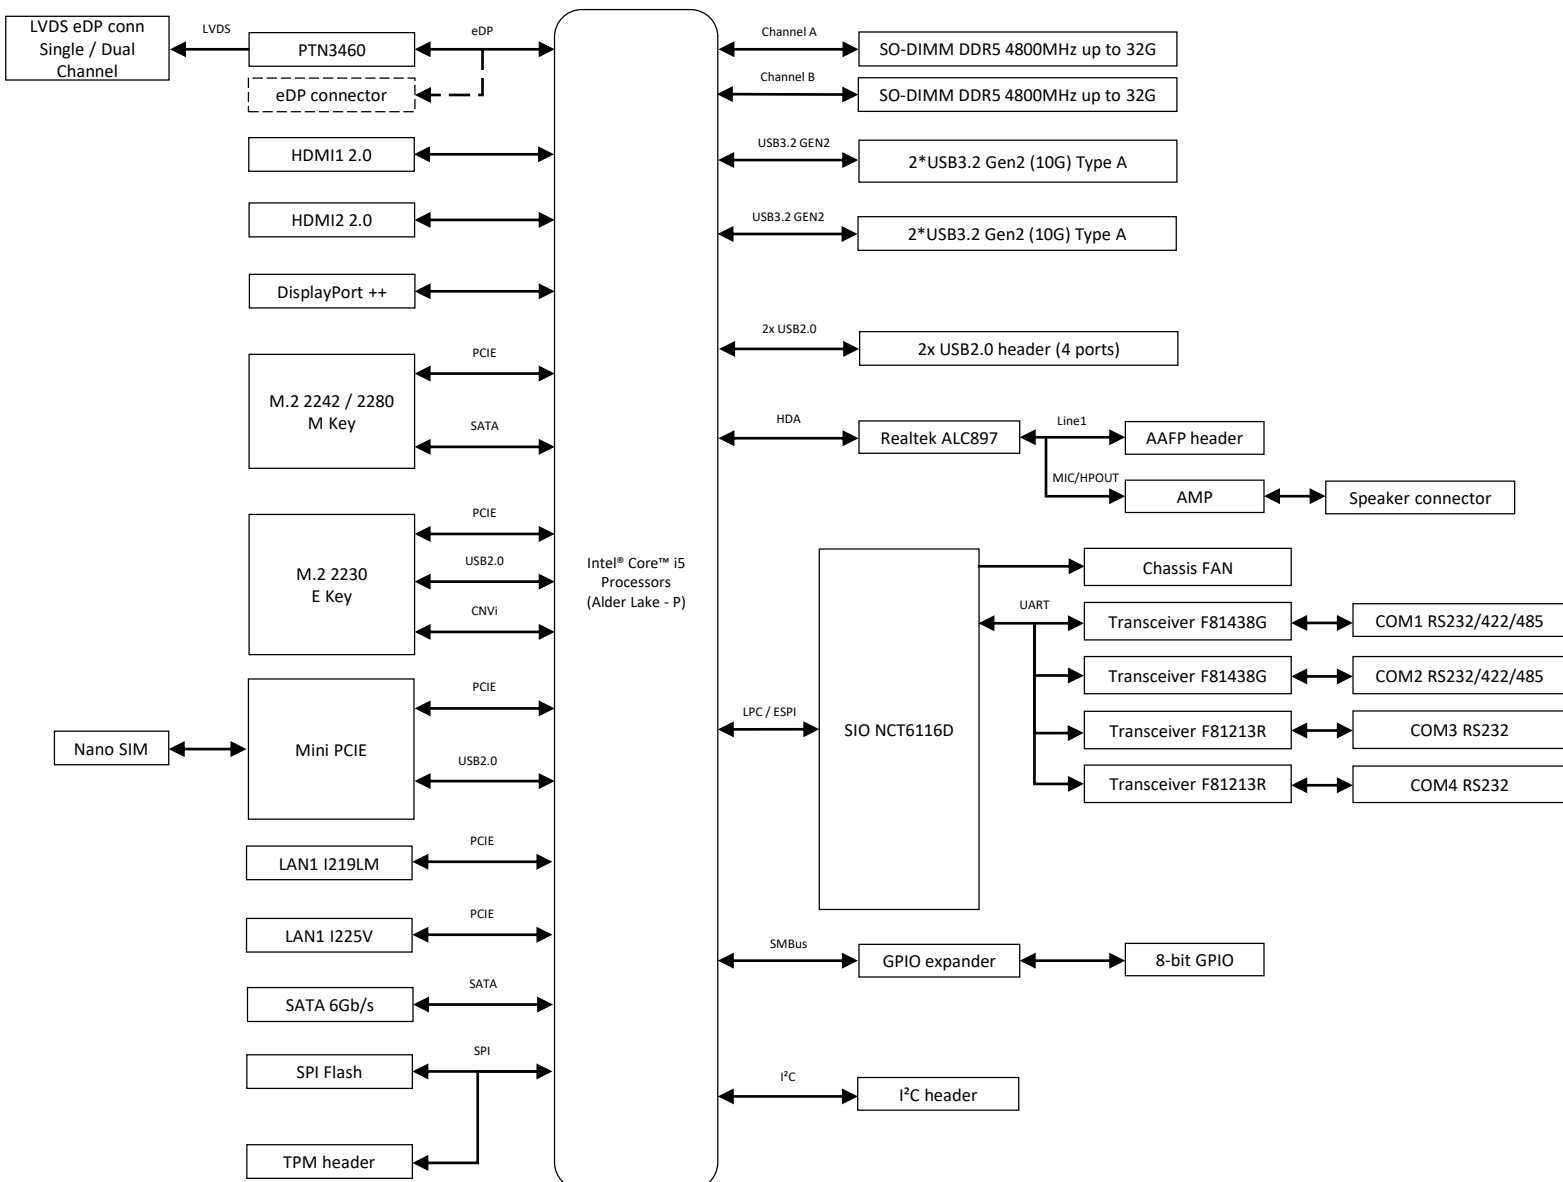 LVDS eDP conn
Single / Dual
Channel
LVDS
PTN3460
eDP
eDP connector
HDMI1 2.0
HDMI2 2.0
DisplayPort ++
M.2 2242 / 2280
M Key
PCIE
SATA
M.2 2230
E Key
PCIE
USB2.0
CNVi
Nano SIM
Mini PCIE
PCIE
USB2.0
LAN1 I219LM
PCIE
LAN1 I225V
PCIE
SATA 6Gb/s
SATA
SPI Flash
SPI
TPM header
Intel® Core™ i5
Processors
(Alder Lake - P)
Channel A
SO-DIMM DDR5 4800MHz up to 32G
Channel B
SO-DIMM DDR5 4800MHz up to 32G
USB3.2 GEN2
2*USB3.2 Gen2 (10G) Type A
USB3.2 GEN2
2*USB3.2 Gen2 (10G) Type A
2x USB2.0
2x USB2.0 header (4 ports)
HDA
Realtek ALC897
Line1
AAFP header
MIC/HPOUT
AMP
Speaker connector
LPC / ESPI
SIO NCT6116D
Chassis FAN
UART
Transceiver F81438G
COM1 RS232/422/485
Transceiver F81438G
COM2 RS232/422/485
Transceiver F81213R
COM3 RS232
Transceiver F81213R
COM4 RS232
SMBus
GPIO expander
8-bit GPIO
I²C
I²C header